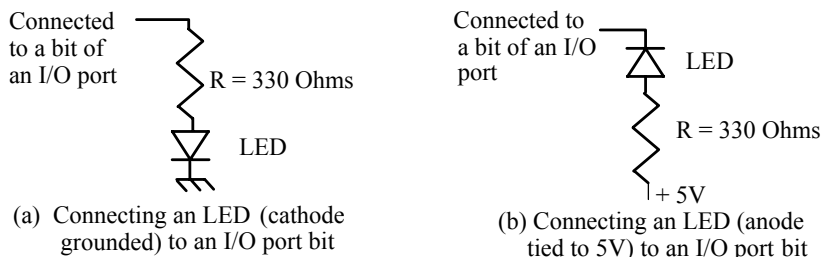 Connected
to a bit of
an I/O port
R = 330 Ohms
LED
(a) Connecting an LED (cathode
grounded) to an I/O port bit
Connected to
a bit of an I/O
port
LED
R = 330 Ohms
+ 5V
(b) Connecting an LED (anode
tied to 5V) to an I/O port bit